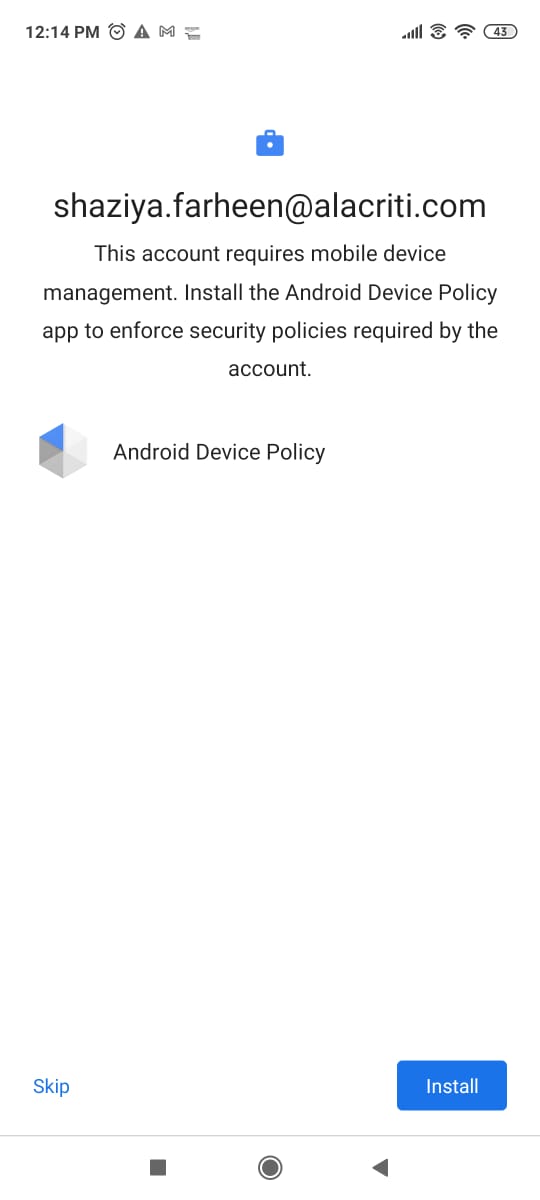 12:14 PM
43
shaziya.farheen@alacriti.com
This account requires mobile device
management. Install the Android Device Policy
app to enforce security policies required by the
account.
Android Device Policy
Skip
Install